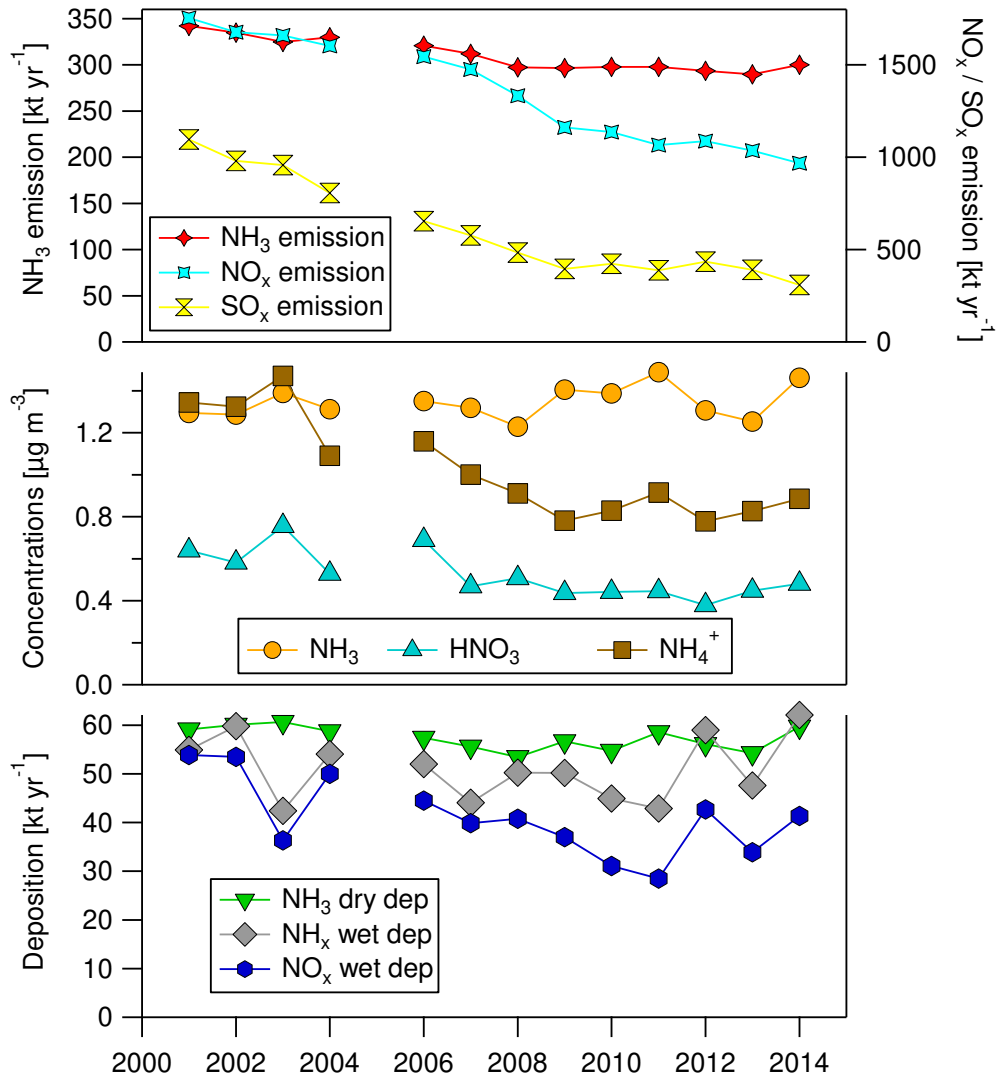 NH₃ emission [kt yr⁻¹]
350
300
250
200
150
100
50
0
1500
1000
500
0
NOₓ / SOₓ emission [kt yr⁻¹]
NH₃ emission
NOₓ emission
SOₓ emission
Concentrations [µg m⁻³]
1.2
0.8
0.4
0.0
NH₃ HNO₃ NH₄⁺
Deposition [kt yr⁻¹]
60
50
40
30
20
10
0
NH₃ dry dep
NHₓ wet dep
NOₓ wet dep
2000 2002 2004 2006 2008 2010 2012 2014